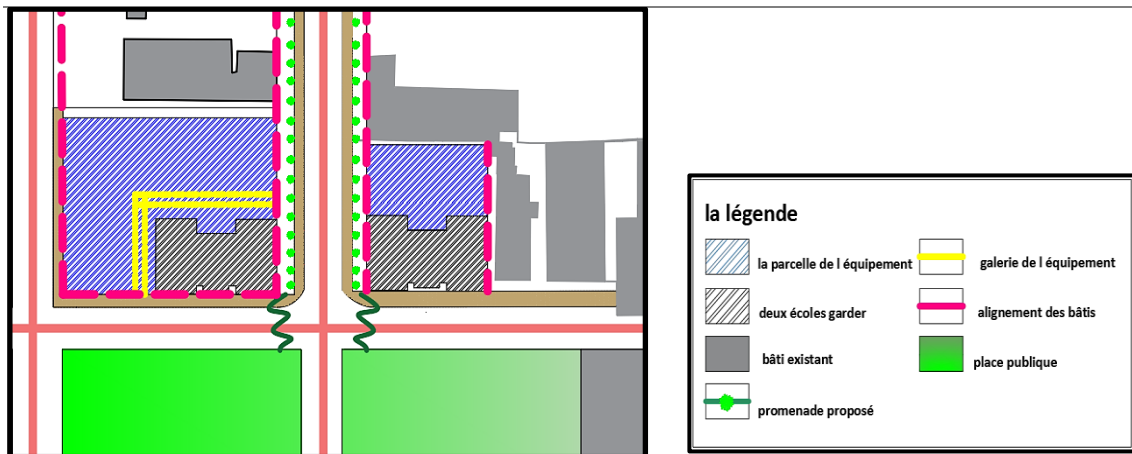 la légende
la parcelle de l équipement
galerie de l équipement
deux écoles garder
alignement des bâtis
bâti existant
place publique
promenade proposé